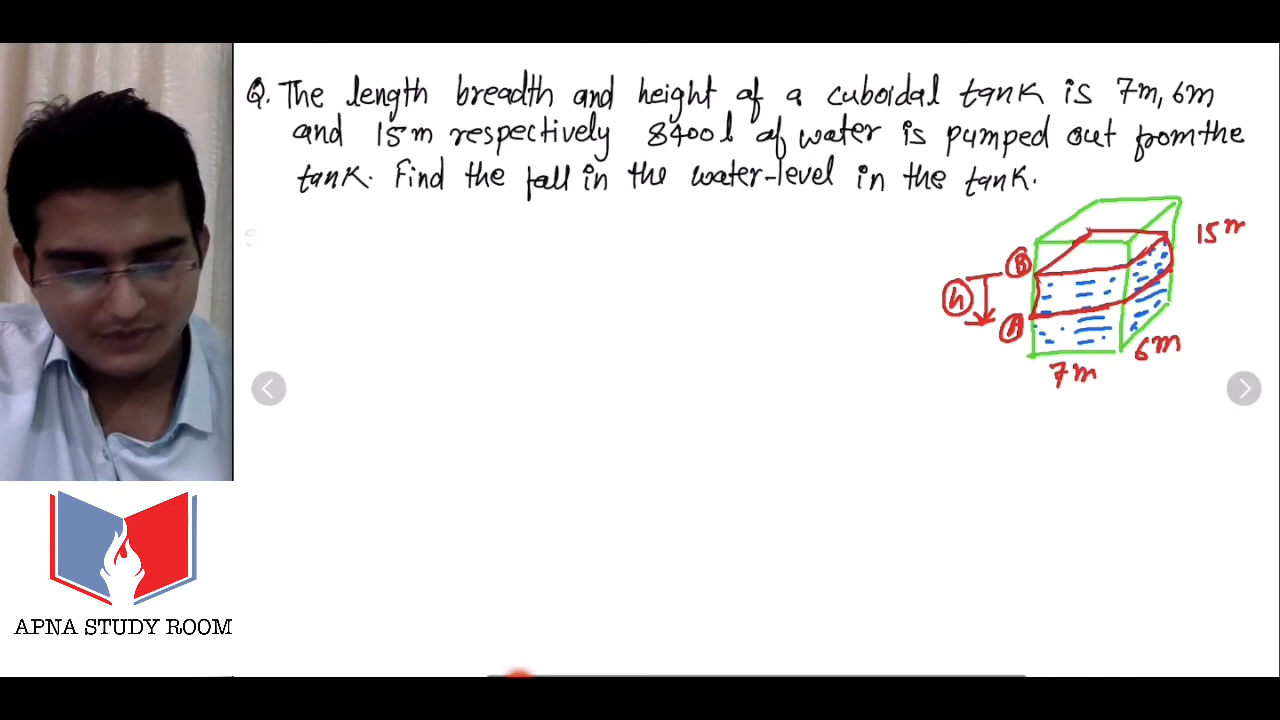 Q. The length breadth and height of a cuboidal tank is 7m, 6m
and 15m respectively 8400l of water is pumped out from the
tank. Find the fall in the water-level in the tank.
15m
B
h
A
6m
7m
APNA STUDY ROOM